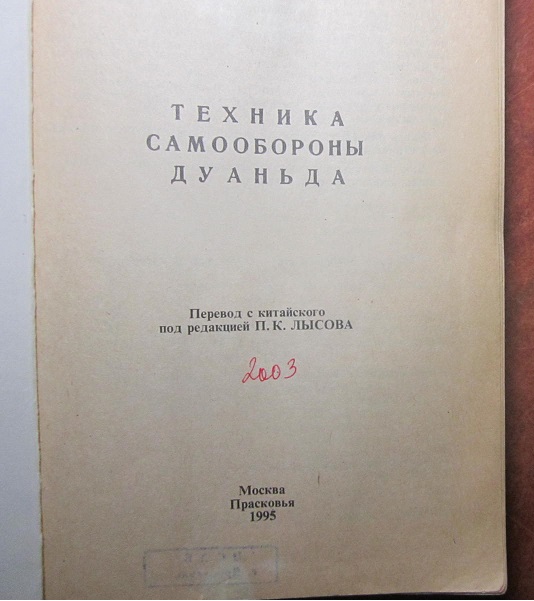 ТЕХНИКА
САМООБОРОНЫ
ДУАНЬДА
Перевод с китайского
под редакцией П. К. ЛЫСОВА
2003
Москва
Прасковья
1995